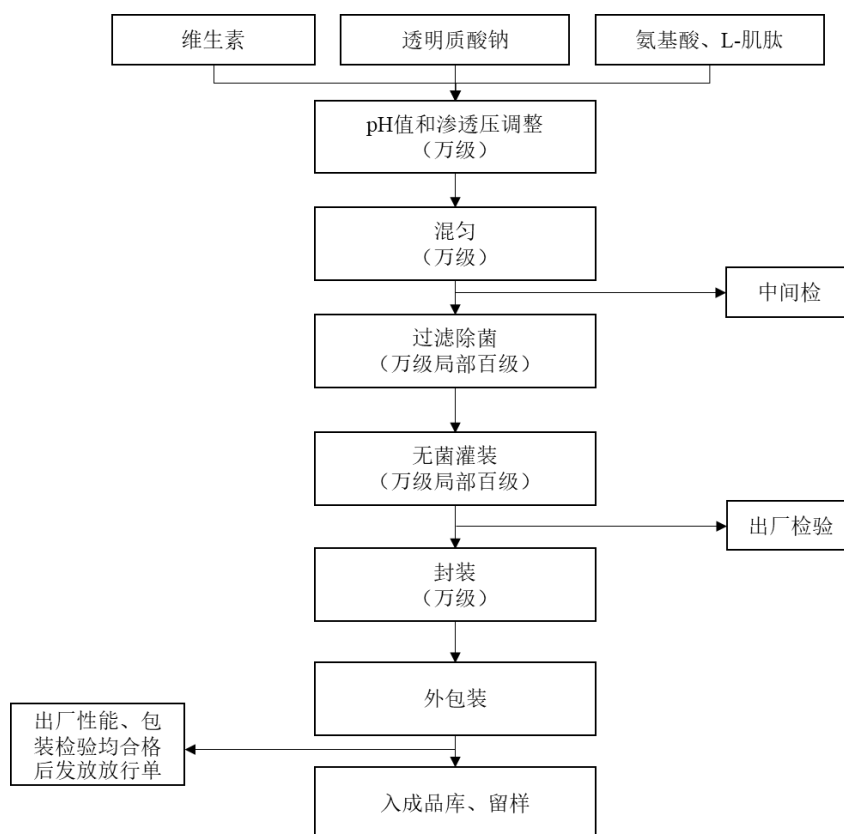 维生素
透明质酸钠
氨基酸、L-肌肽
pH值和渗透压调整
（万级）
混匀
（万级）
中间检
过滤除菌
（万级局部百级）
无菌灌装
（万级局部百级）
出厂检验
封装
（万级）
外包装
出厂性能、包
装检验均合格
后发放放行单
入成品库、留样